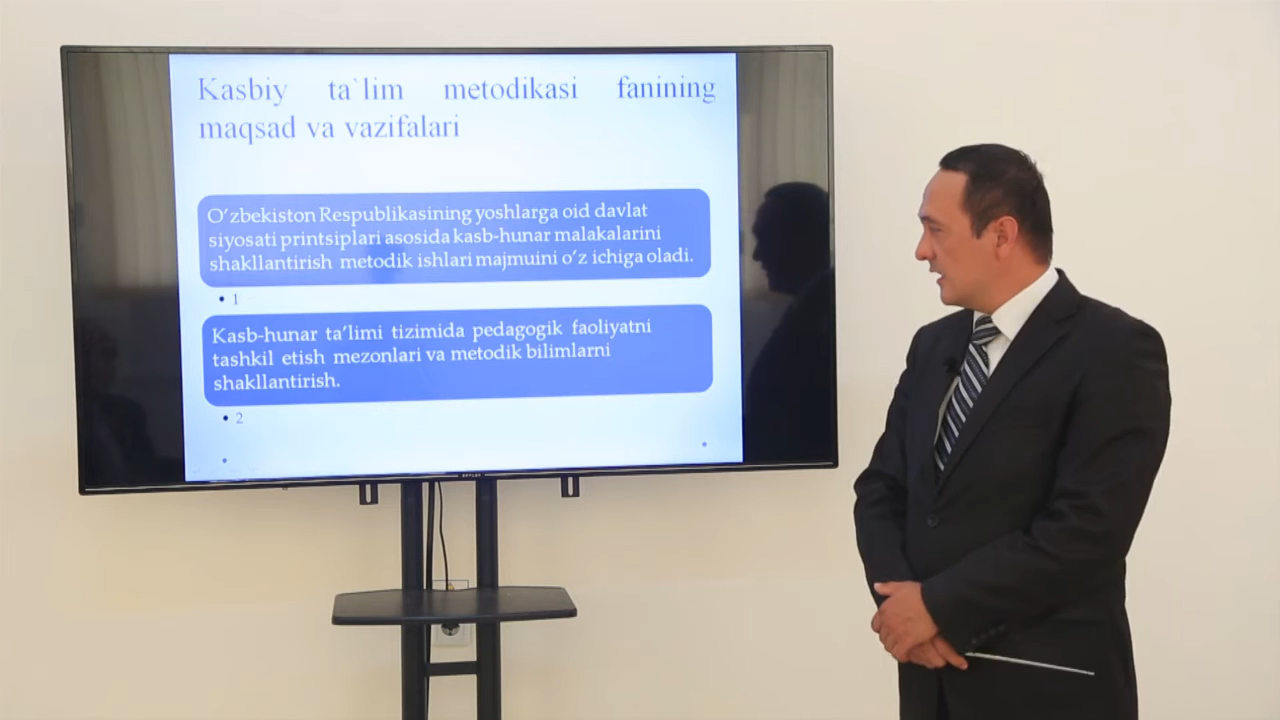 Kasbiy ta`lim metodikasi fanining
maqsad va vazifalari
O’zbekiston Respublikasining yoshlarga oid davlat
siyosati printsiplari asosida kasb-hunar malakalarini
shakllantirish metodik ishlari majmuini o’z ichiga oladi.
• 1
Kasb-hunar ta’limi tizimida pedagogik faoliyatni
tashkil etish mezonlari va metodik bilimlarni
shakllantirish.
• 2